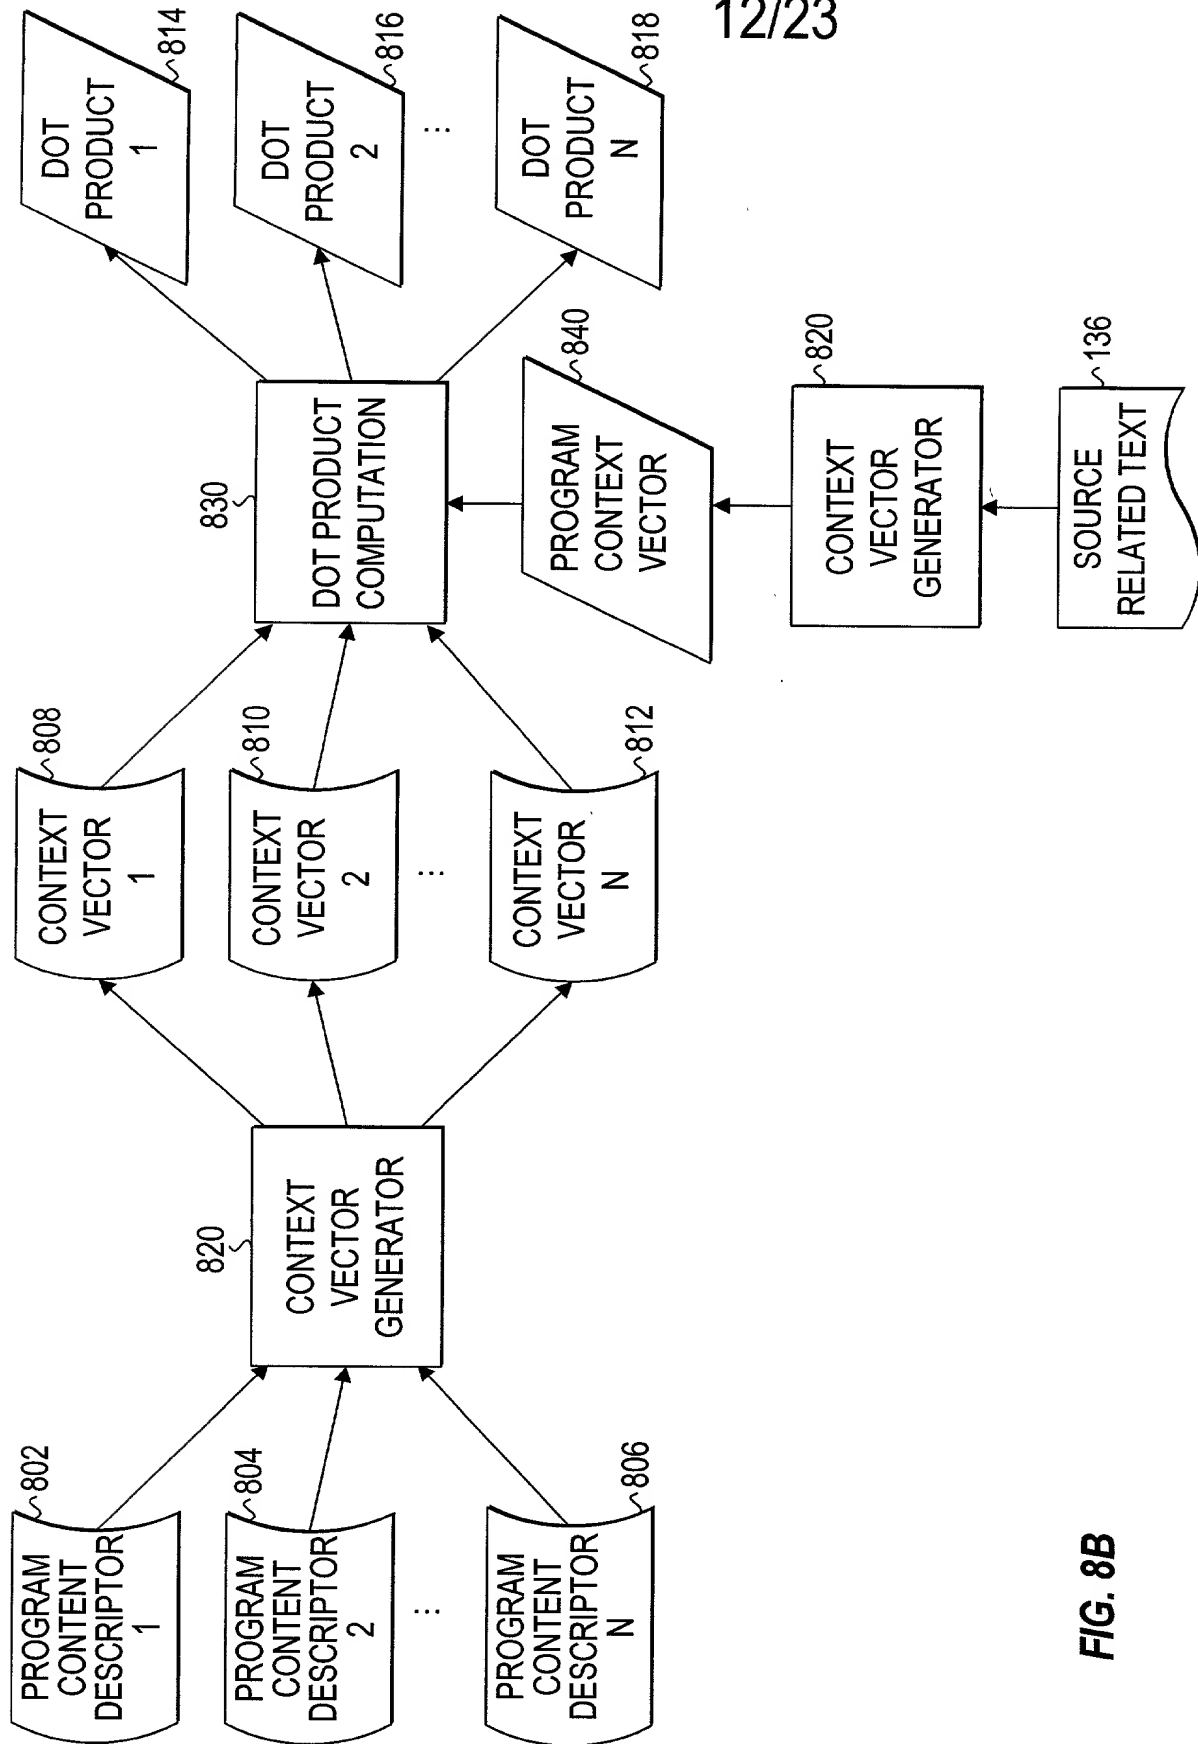 12/23
802
PROGRAM
CONTENT
DESCRIPTOR
1
804
PROGRAM
CONTENT
DESCRIPTOR
2
...
806
PROGRAM
CONTENT
DESCRIPTOR
N
820
CONTEXT
VECTOR
GENERATOR
808
CONTEXT
VECTOR
1
810
CONTEXT
VECTOR
2
...
812
CONTEXT
VECTOR
N
830
DOT PRODUCT
COMPUTATION
814
DOT
PRODUCT
1
816
DOT
PRODUCT
2
...
818
DOT
PRODUCT
N
840
PROGRAM
CONTEXT
VECTOR
820
CONTEXT
VECTOR
GENERATOR
136
SOURCE
RELATED TEXT
FIG. 8B